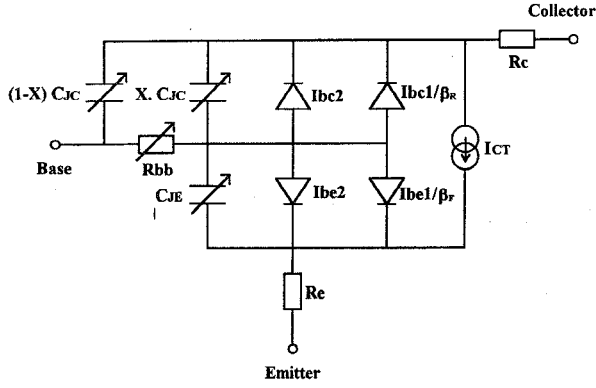 Collector
Rc
(1-X) CJC
X. CJC
Ibc2
Ibc1/βR
ICT
Base
Rbb
CJE
Ibe2
Ibe1/βF
Re
Emitter